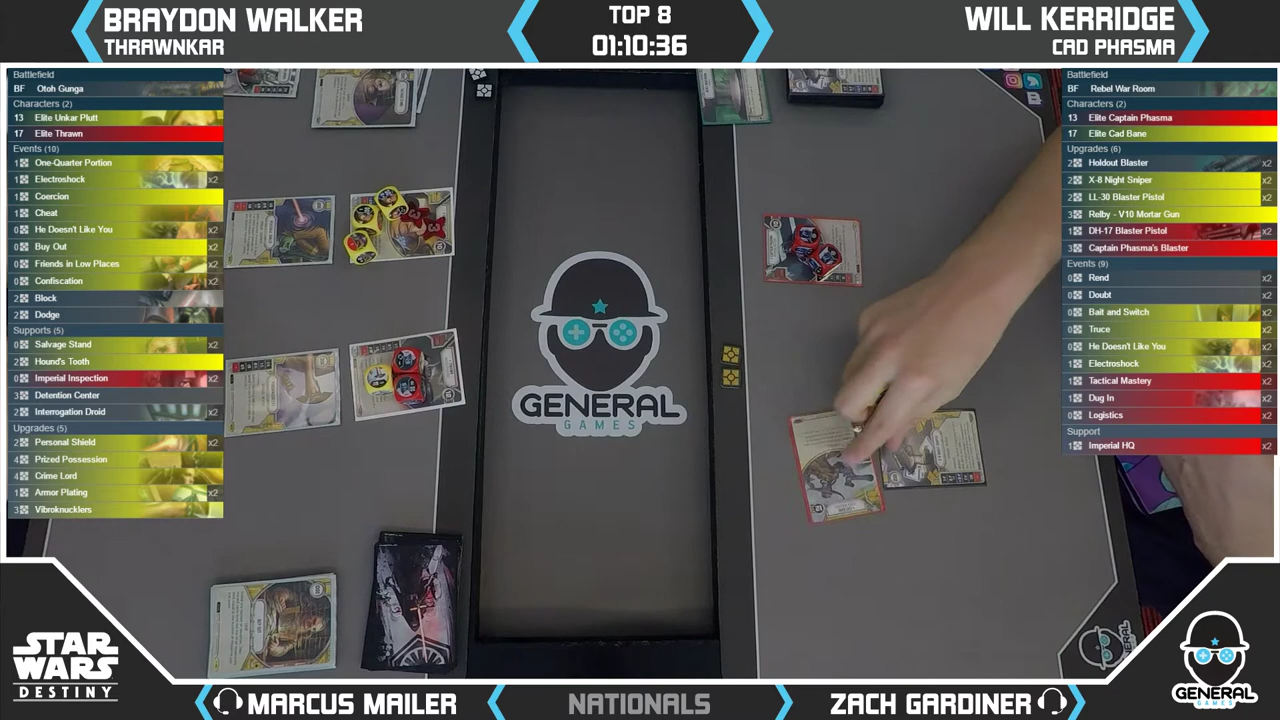 BRAYDON WALKER
THRAWNKAR
TOP 8
01:10:36
WILL KERRIDGE
CAD PHASMA
Battlefield
BF Otoh Gunga
Characters (2)
13 Elite Unkar Plutt
17 Elite Thrawn
Events (10)
1 One-Quarter Portion
1 Electroshock x2
1 Coercion
1 Cheat
0 He Doesn't Like You x2
0 Buy Out x2
0 Friends in Low Places x2
0 Confiscation x2
2 Block
2 Dodge
Supports (5)
0 Salvage Stand x2
2 Hound's Tooth x2
0 Imperial Inspection x2
3 Detention Center
2 Interrogation Droid x2
Upgrades (5)
2 Personal Shield x2
4 Prized Possession
4 Crime Lord
1 Armor Plating x2
3 Vibroknucklers
Battlefield
BF Rebel War Room
Characters (2)
13 Elite Captain Phasma
17 Elite Cad Bane
Upgrades (6)
2 Holdout Blaster x2
2 X-8 Night Sniper x2
2 LL-30 Blaster Pistol x2
3 Relby - V10 Mortar Gun
1 DH-17 Blaster Pistol x2
3 Captain Phasma's Blaster
Events (9)
0 Rend x2
0 Doubt x2
0 Bait and Switch x2
0 Truce x2
0 He Doesn't Like You x2
1 Electroshock x2
1 Tactical Mastery x2
1 Dug In x2
0 Logistics x2
Support
1 Imperial HQ x2
GENERAL
GAMES
STAR
WARS
DESTINY
MARCUS MAILER
NATIONALS
ZACH GARDINER
GENERAL
GAMES